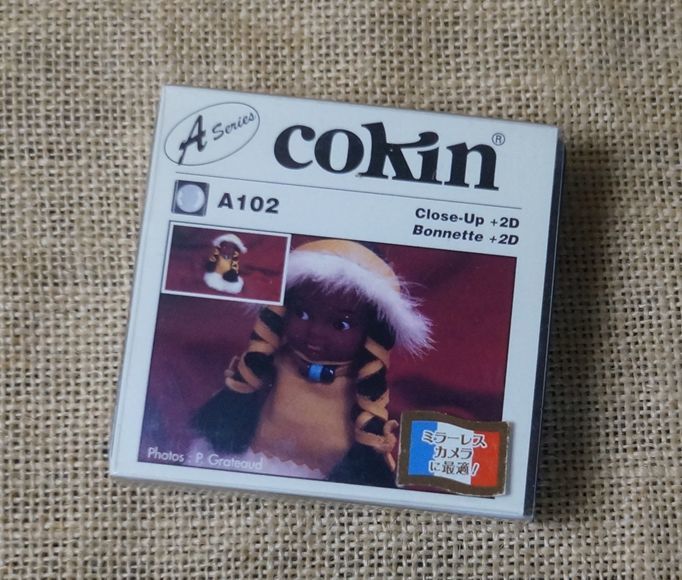 A Series
cokin®
A102
Close-Up +2D
Bonnette +2D
Photos : P. Grateaud
ミラーレス
カメラ
に最適！